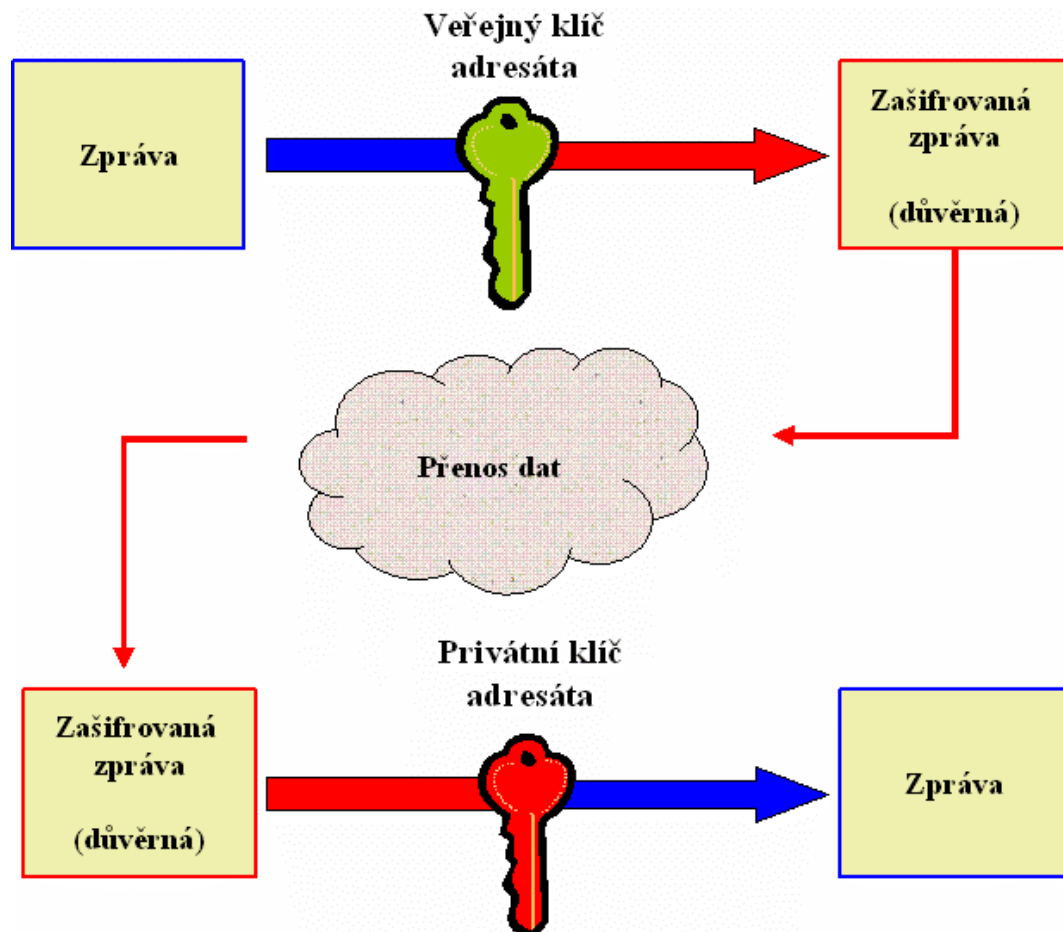 Veřejný klíč
adresáta
Zpráva
Zašifrovaná
zpráva
(důvěrná)
Přenos dat
Privátní klíč
adresáta
Zašifrovaná
zpráva
(důvěrná)
Zpráva